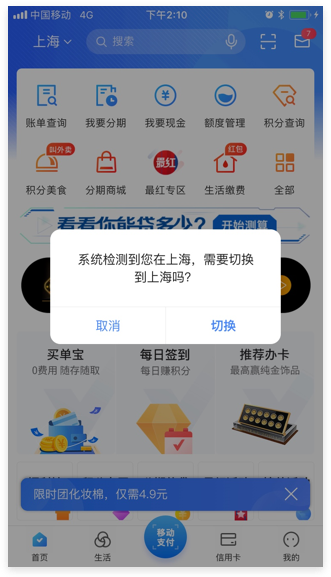 中国移动 4G 下午2:10
上海 搜索 7
账单查询 我要分期 我要现金 额度管理 积分查询
叫外卖 最红 红包
积分美食 分期商城 最红专区 生活缴费 全部
看看你能贷多少? 开始测算
系统检测到您在上海，需要切换
到上海吗?
取消 切换
买单宝 每日签到 推荐办卡
0费用 随存随取 每日赚积分 最高赢纯金饰品
限时团化妆棉，仅需4.9元
移动
支付
首页 生活 信用卡 我的